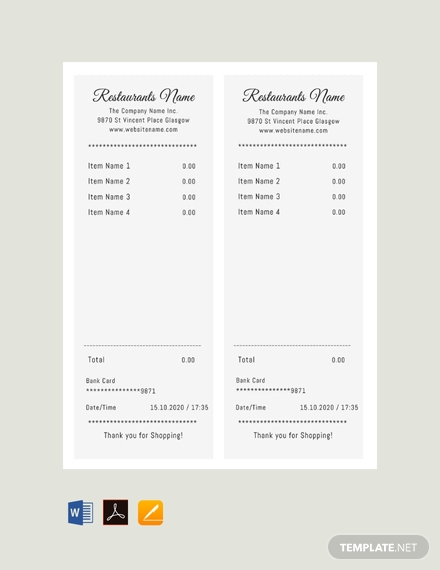 Restaurants Name
The Company Name Inc.
9870 St Vincent Place Glasgow
www.websitename.com
******************************
Item Name 1 0.00
Item Name 2 0.00
Item Name 3 0.00
Item Name 4 0.00
--------------------------------
Total 0.00
Bank Card
***************9871
Date/Time 15.10.2020 / 17:35
******************************
Thank you for Shopping!
Restaurants Name
The Company Name Inc.
9870 St Vincent Place Glasgow
www.websitename.com
******************************
Item Name 1 0.00
Item Name 2 0.00
Item Name 3 0.00
Item Name 4 0.00
--------------------------------
Total 0.00
Bank Card
***************9871
Date/Time 15.10.2020 / 17:35
******************************
Thank you for Shopping!
W
TEMPLATE.NET